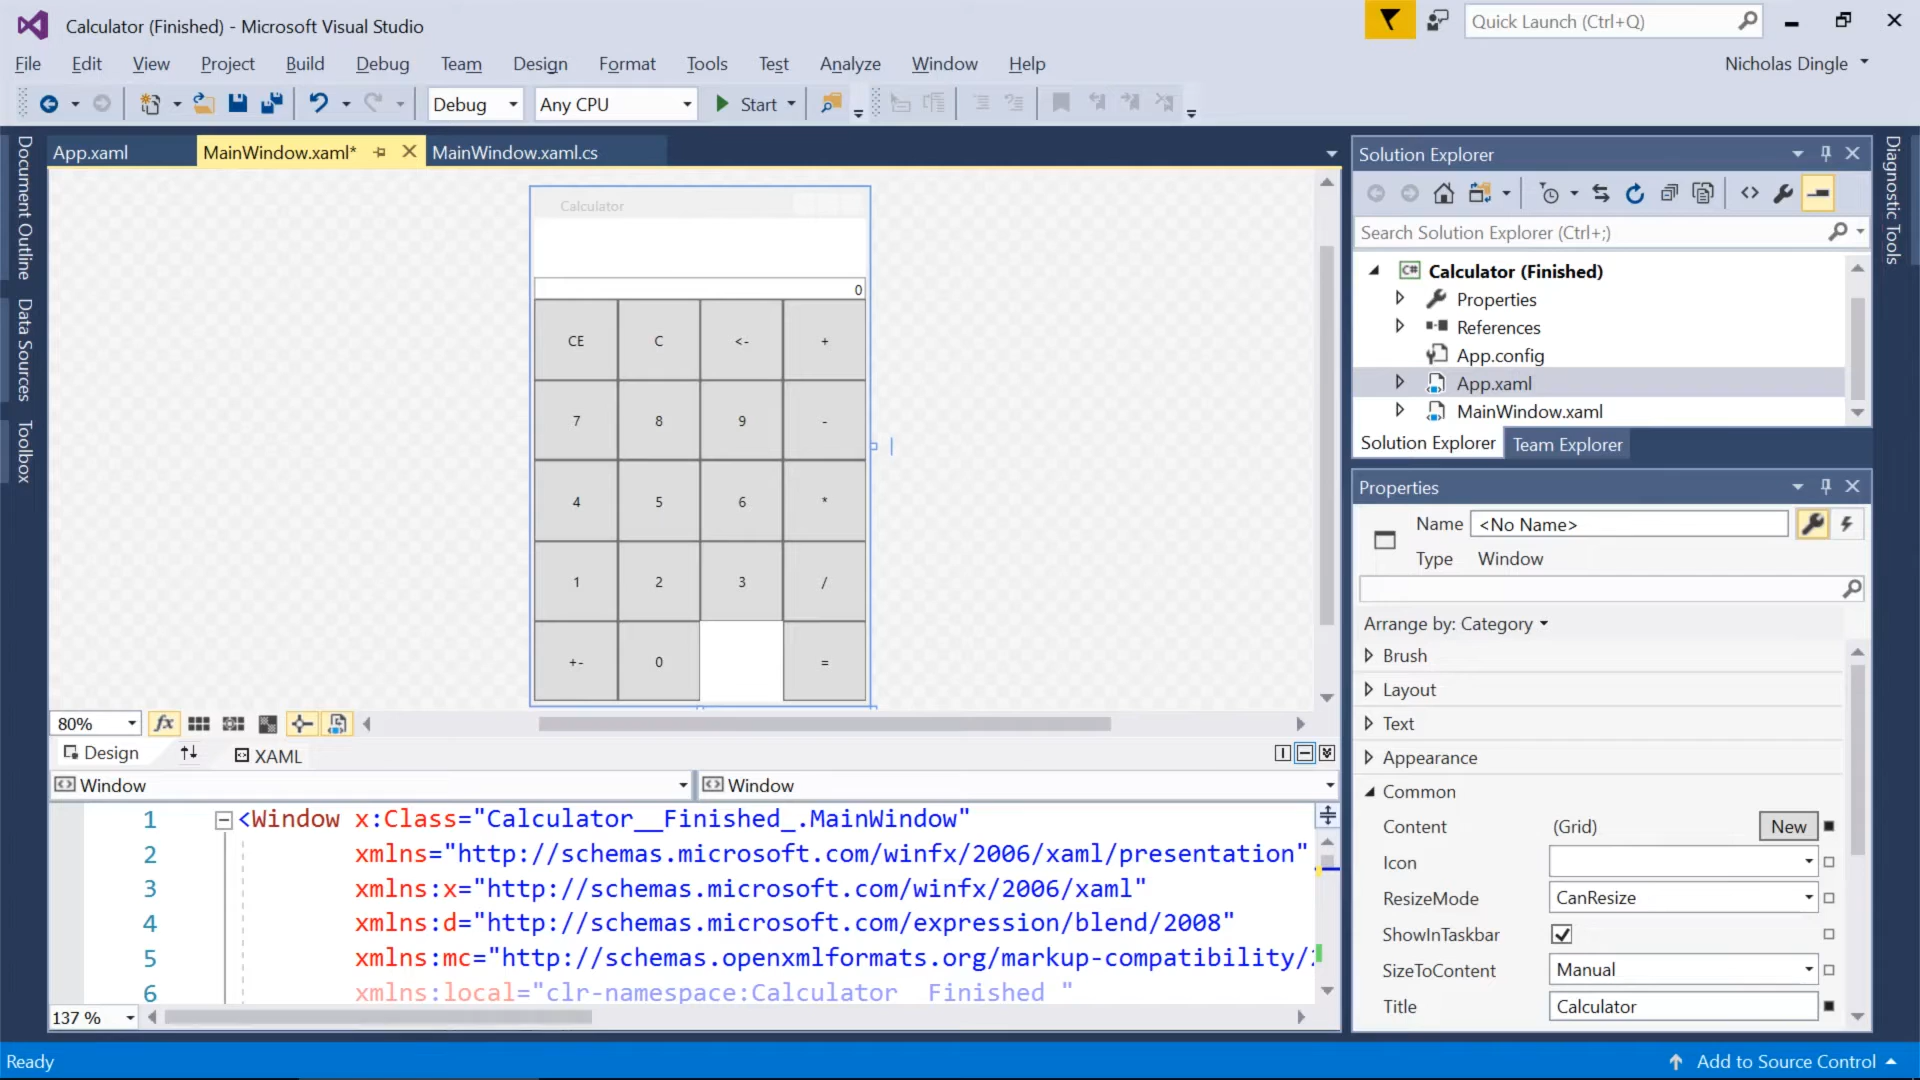 Calculator (Finished) - Microsoft Visual Studio
Quick Launch (Ctrl+Q)
File Edit View Project Build Debug Team Design Format Tools Test Analyze Window Help
Nicholas Dingle
Debug Any CPU Start
App.xaml MainWindow.xaml* MainWindow.xaml.cs
Document Outline
Data Sources
Toolbox
Calculator
0
CE C <- +
7 8 9 -
4 5 6 *
1 2 3 /
+- 0 =
80%
Design XAML
Window Window
1 <Window x:Class="Calculator__Finished_.MainWindow"
2 xmlns="http://schemas.microsoft.com/winfx/2006/xaml/presentation"
3 xmlns:x="http://schemas.microsoft.com/winfx/2006/xaml"
4 xmlns:d="http://schemas.microsoft.com/expression/blend/2008"
5 xmlns:mc="http://schemas.openxmlformats.org/markup-compatibility/
6 xmlns:local="clr-namespace:Calculator__Finished_"
137 %
Solution Explorer
Search Solution Explorer (Ctrl+;)
C# Calculator (Finished)
Properties
References
App.config
App.xaml
MainWindow.xaml
Solution Explorer Team Explorer
Properties
Name <No Name>
Type Window
Arrange by: Category
Brush
Layout
Text
Appearance
Common
Content (Grid) New
Icon
ResizeMode CanResize
ShowInTaskbar
SizeToContent Manual
Title Calculator
Diagnostic Tools
Ready
Add to Source Control